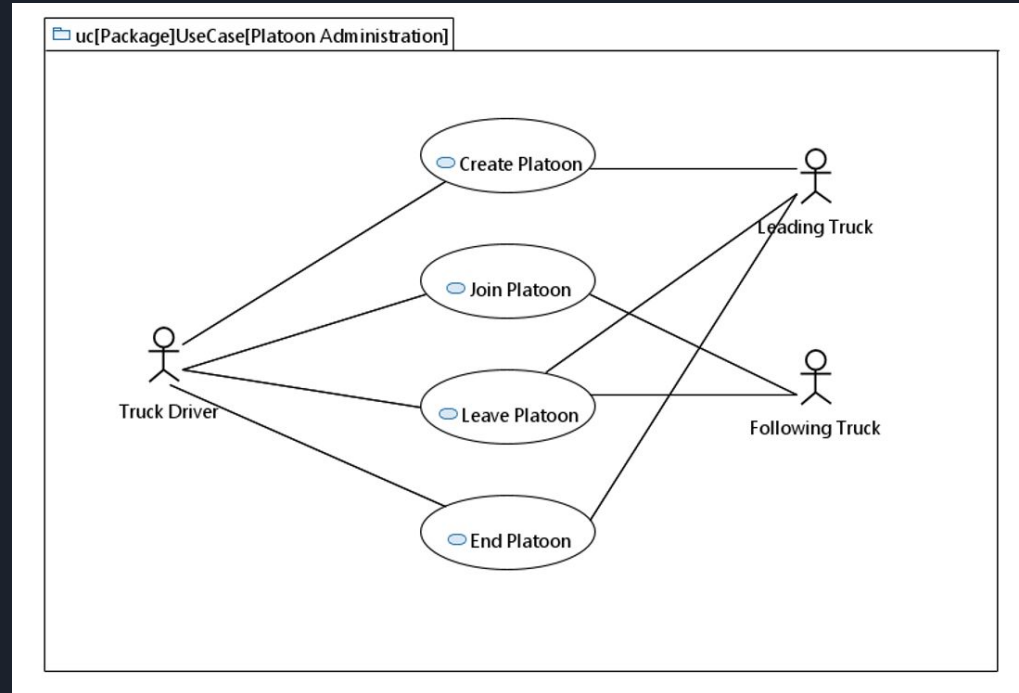 uc[Package]UseCase[Platoon Administration]
Create Platoon
Leading Truck
Join Platoon
Truck Driver
Leave Platoon
Following Truck
End Platoon